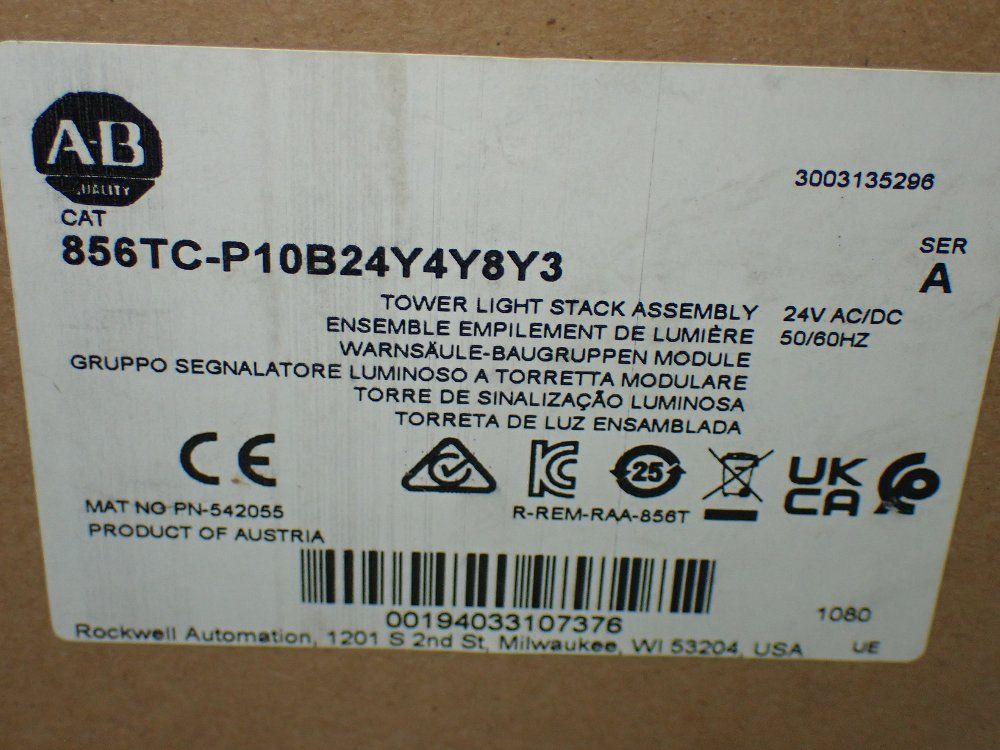 A-B
QUALITY
3003135296
CAT
856TC-P10B24Y4Y8Y3
SER
A
TOWER LIGHT STACK ASSEMBLY 24V AC/DC
ENSEMBLE EMPILEMENT DE LUMIÈRE 50/60HZ
WARNSÄULE-BAUGRUPPEN MODULE
GRUPPO SEGNALATORE LUMINOSO A TORRETTA MODULARE
TORRE DE SINALIZAÇÃO LUMINOSA
TORRETA DE LUZ ENSAMBLADA
CE
KC
25
UK
CA
R-REM-RAA-856T
MAT NO PN-542055
PRODUCT OF AUSTRIA
00194033107376
1080
Rockwell Automation, 1201 S 2nd St, Milwaukee, WI 53204, USA
UE